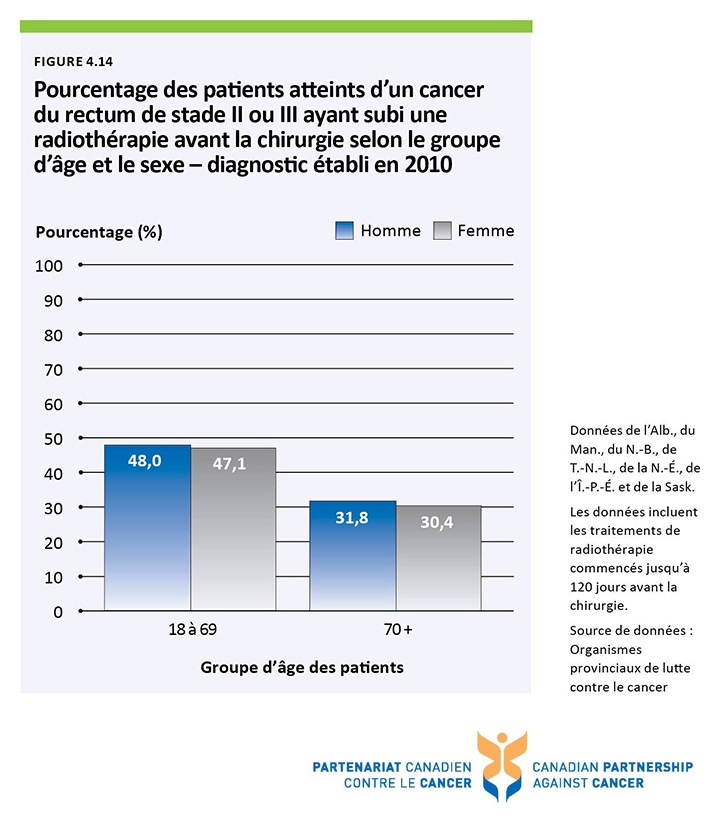 FIGURE 4.14
Pourcentage des patients atteints d’un cancer
du rectum de stade II ou III ayant subi une
radiothérapie avant la chirurgie selon le groupe
d’âge et le sexe – diagnostic établi en 2010
Pourcentage (%)
Homme
Femme
100
90
80
70
60
50
40
30
20
10
0
48,0
47,1
31,8
30,4
18 à 69
70 +
Groupe d’âge des patients
Données de l’Alb., du
Man., du N.-B., de
T.-N.-L., de la N.-É., de
l’Î.-P.-É. et de la Sask.
Les données incluent
les traitements de
radiothérapie
commencés jusqu’à
120 jours avant la
chirurgie.
Source de données :
Organismes
provinciaux de lutte
contre le cancer
PARTENARIAT CANADIEN
CONTRE LE CANCER
CANADIAN PARTNERSHIP
AGAINST CANCER